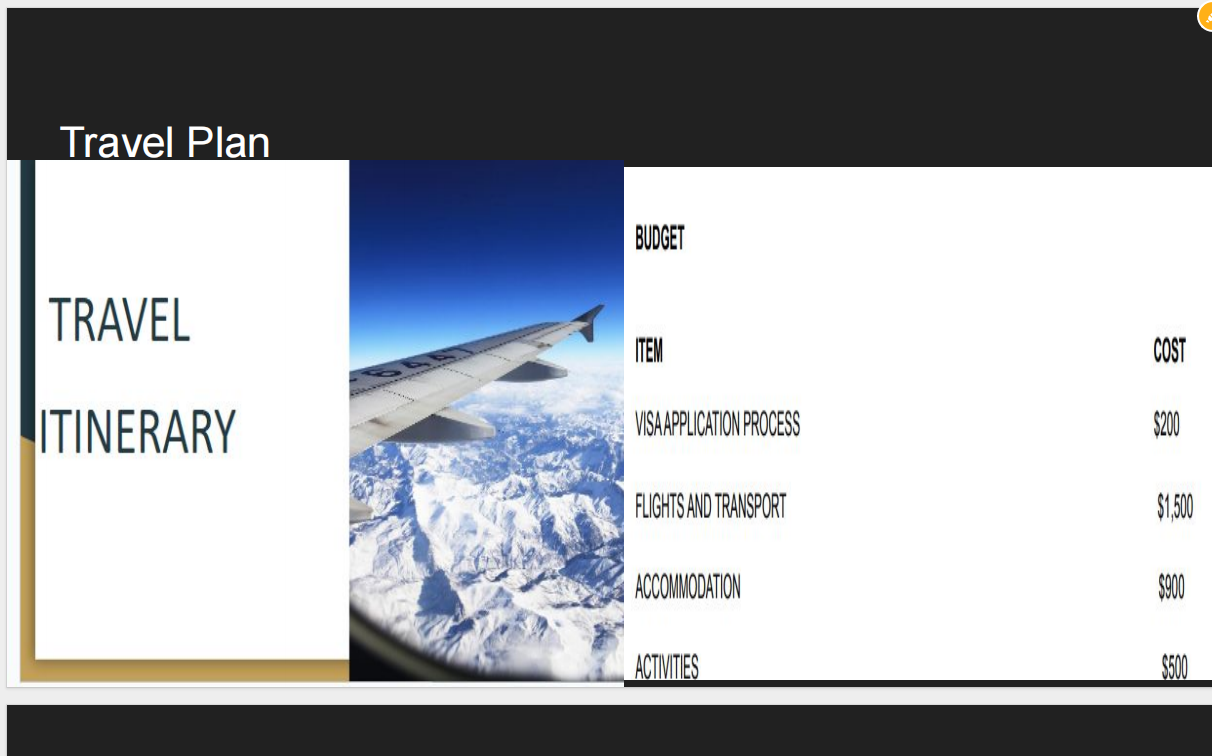 Travel Plan
TRAVEL
ITINERARY
BUDGET
ITEM COST
VISA APPLICATION PROCESS $200
FLIGHTS AND TRANSPORT $1,500
ACCOMMODATION $900
ACTIVITIES $500